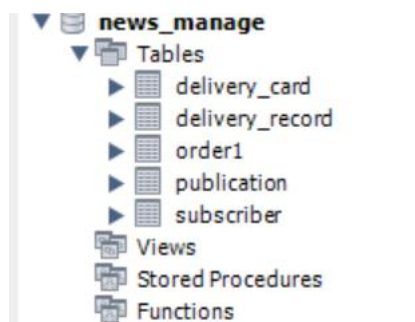 news_manage
Tables
delivery_card
delivery_record
order1
publication
subscriber
Views
Stored Procedures
Functions